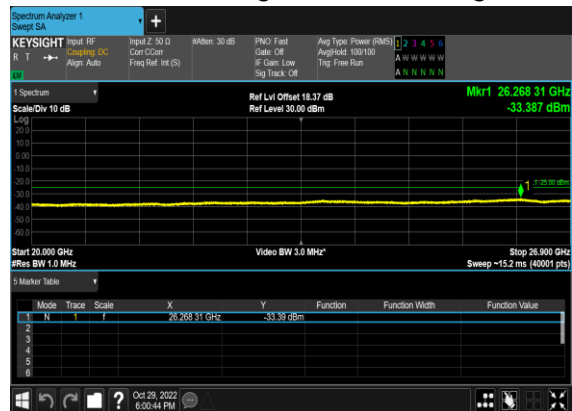 Spectrum Analyzer 1
Swept SA
+
KEYSIGHT Input: RF Input Z: 50 Ω #Atten: 30 dB PNO: Fast Avg Type: Power (RMS) 1 2 3 4 5 6
R T Coupling: DC Corr CCorr Gate: Off Avg|Hold: 100/100 A W W W W W
Align: Auto Freq Ref: Int (S) IF Gain: Low Trig: Free Run
LW Sig Track: Off A N N N N N
1 Spectrum Ref Lvl Offset 18.37 dB Mkr1 26.268 31 GHz
Scale/Div 10 dB Ref Level 30.00 dBm -33.387 dBm
Log
20.0
10.0
0.00
-10.0
-20.0
1 -25.00 dBm
-30.0
-40.0
-50.0
-60.0
Start 20.000 GHz Video BW 3.0 MHz* Stop 26.900 GHz
#Res BW 1.0 MHz Sweep ~15.2 ms (40001 pts)
5 Marker Table
Mode Trace Scale X Y Function Function Width Function Value
1 N 1 f 26.268 31 GHz -33.39 dBm
2
3
4
5
6
? Oct 29, 2022
6:00:44 PM